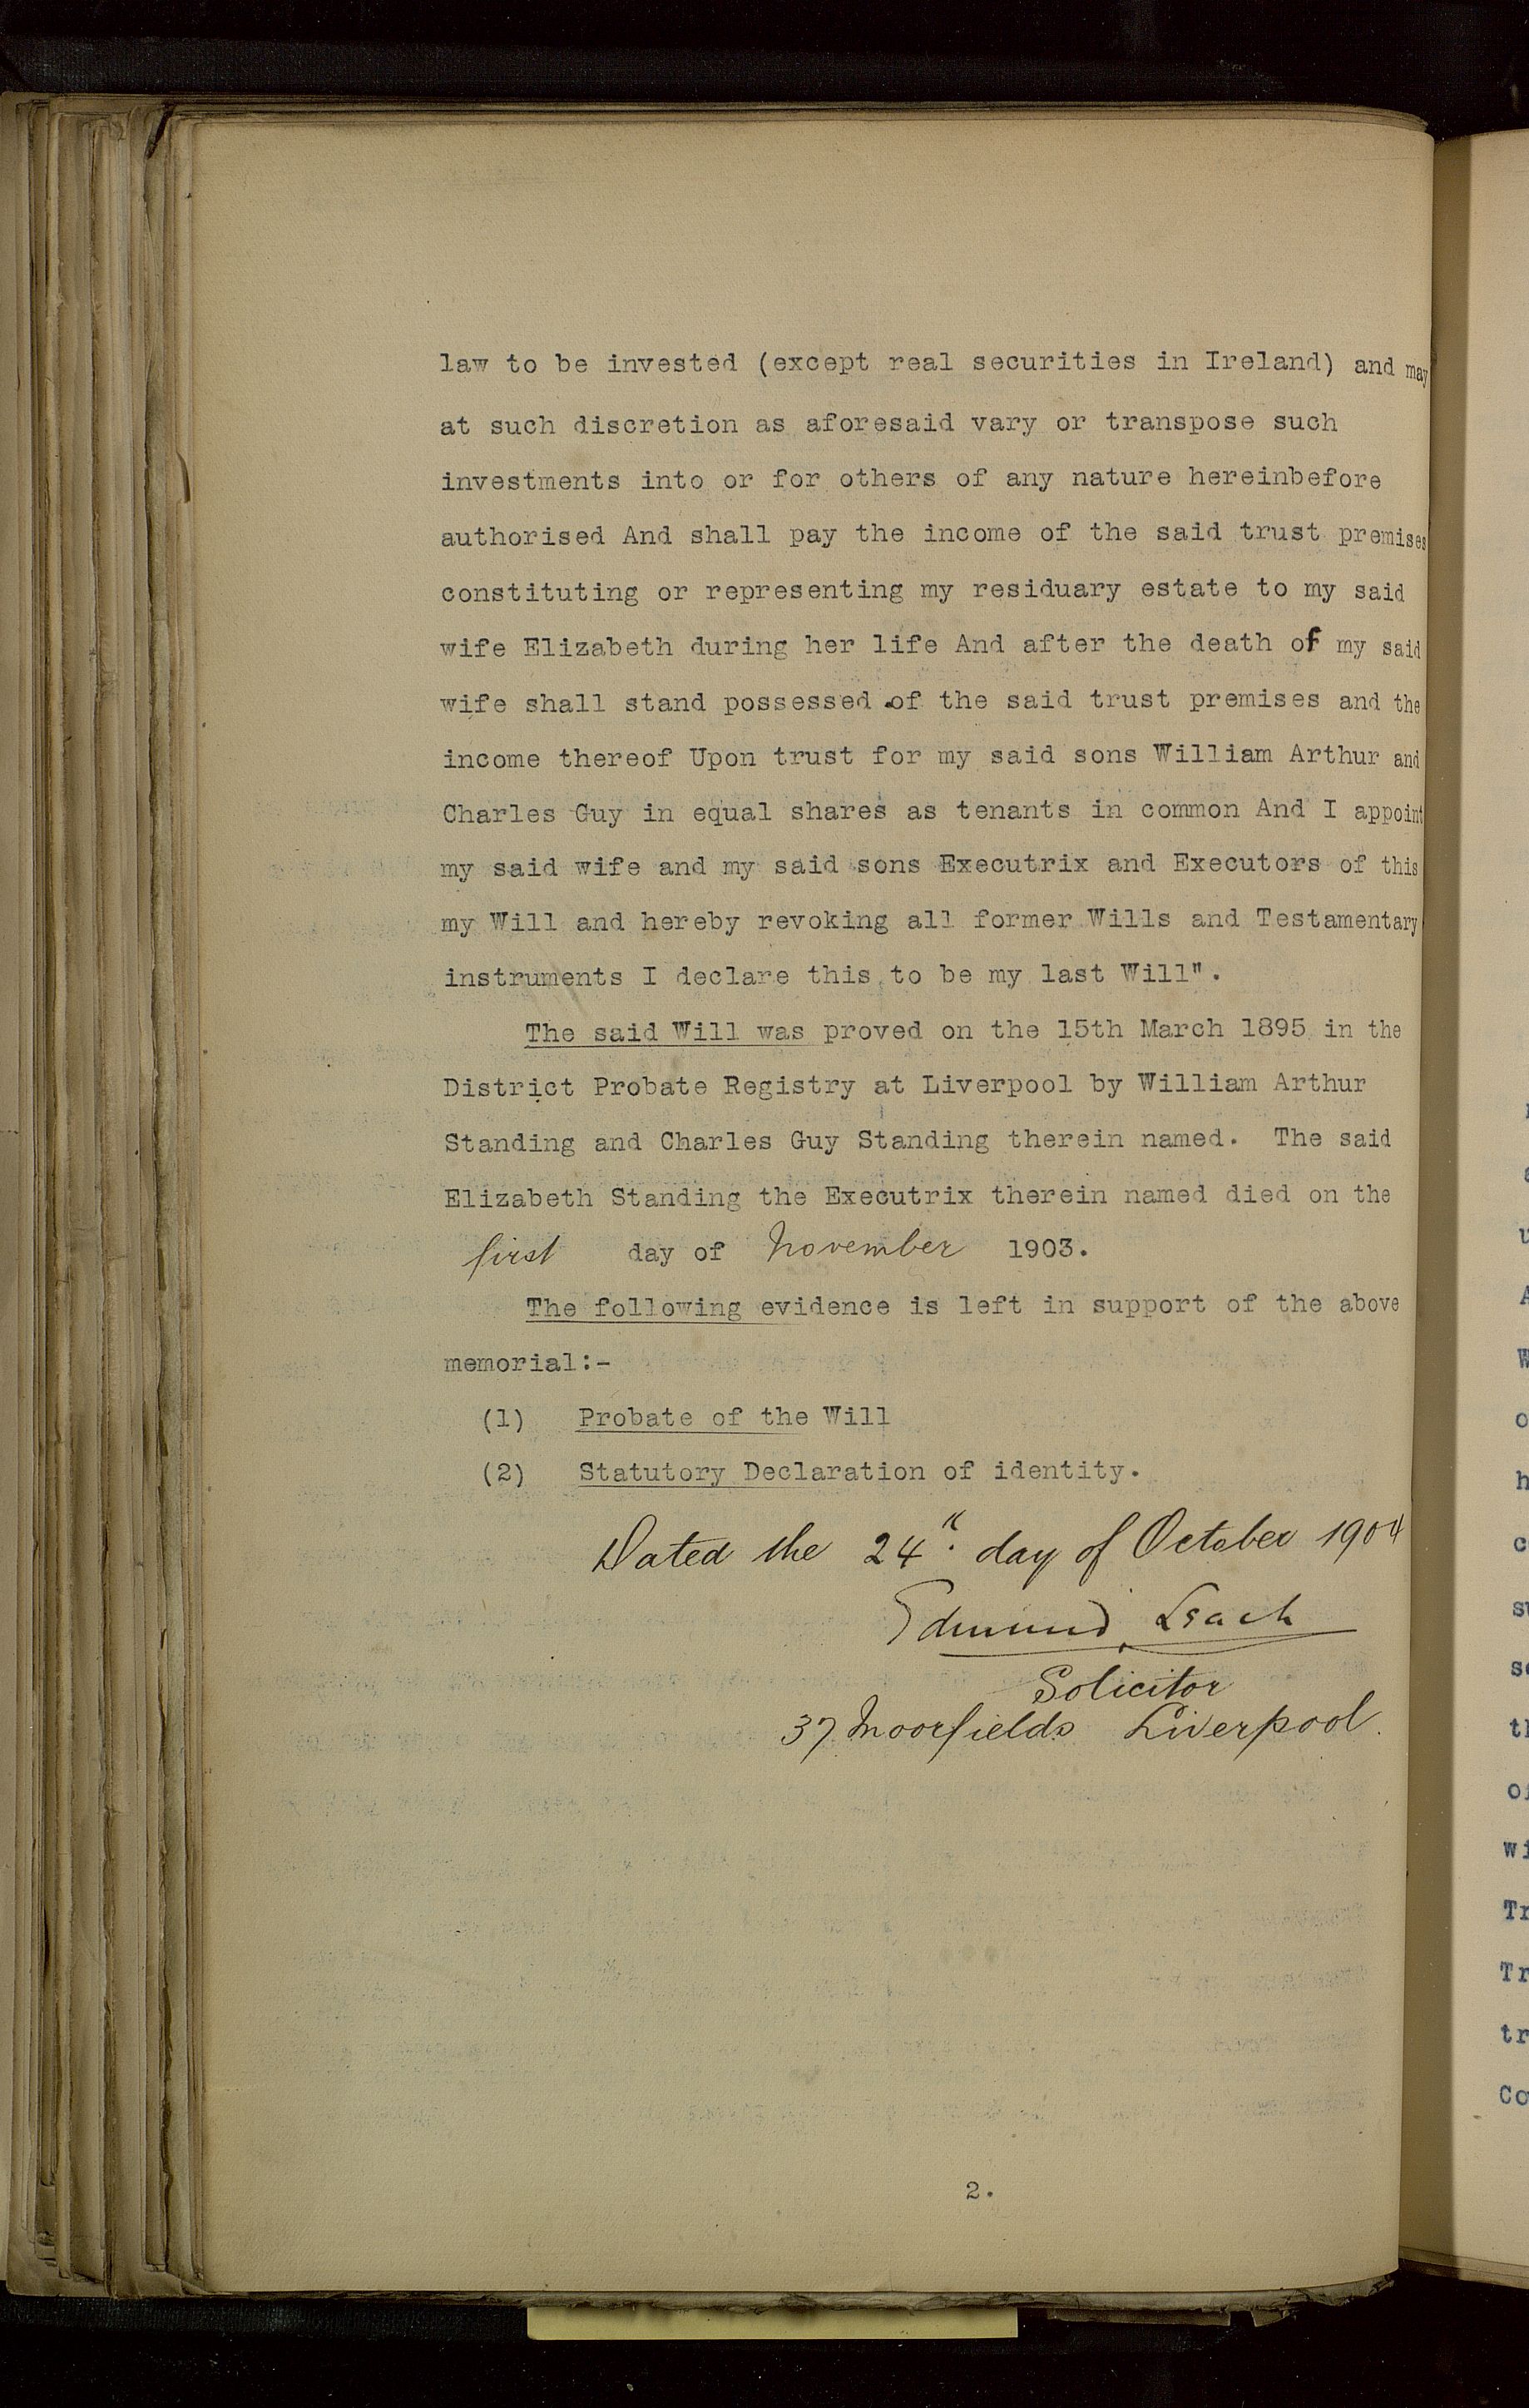 law to be invested (except real securities in Ireland) and may
at such discretion as aforesaid vary or transpose such
investments into or for others of any nature hereinbefore
authorised And shall pay the income of the said trust premises
constituting or representing my residuary estate to my said
wife Elizabeth during her life And after the death of my said
wife shall stand possessed of the said trust premises and the
income thereof Upon trust for my said sons William Arthur and
Charles Guy in equal shares as tenants in common And I appoint
my said wife and my said sons Executrix and Executors of this
my Will and hereby revoking all former Wills and Testamentary
instruments I declare this to be my last Will".
The said Will was proved on the 15th March 1895 in the
District Probate Registry at Liverpool by William Arthur
Standing and Charles Guy Standing therein named. The said
Elizabeth Standing the Executrix therein named died on the
first day of November 1903.
The following evidence is left in support of the above
memorial:-
(1) Probate of the Will
(2) Statutory Declaration of identity.
Dated the 24th day of October 1904
Edmund Leach
Solicitor
37 Moorfields Liverpool.
2.